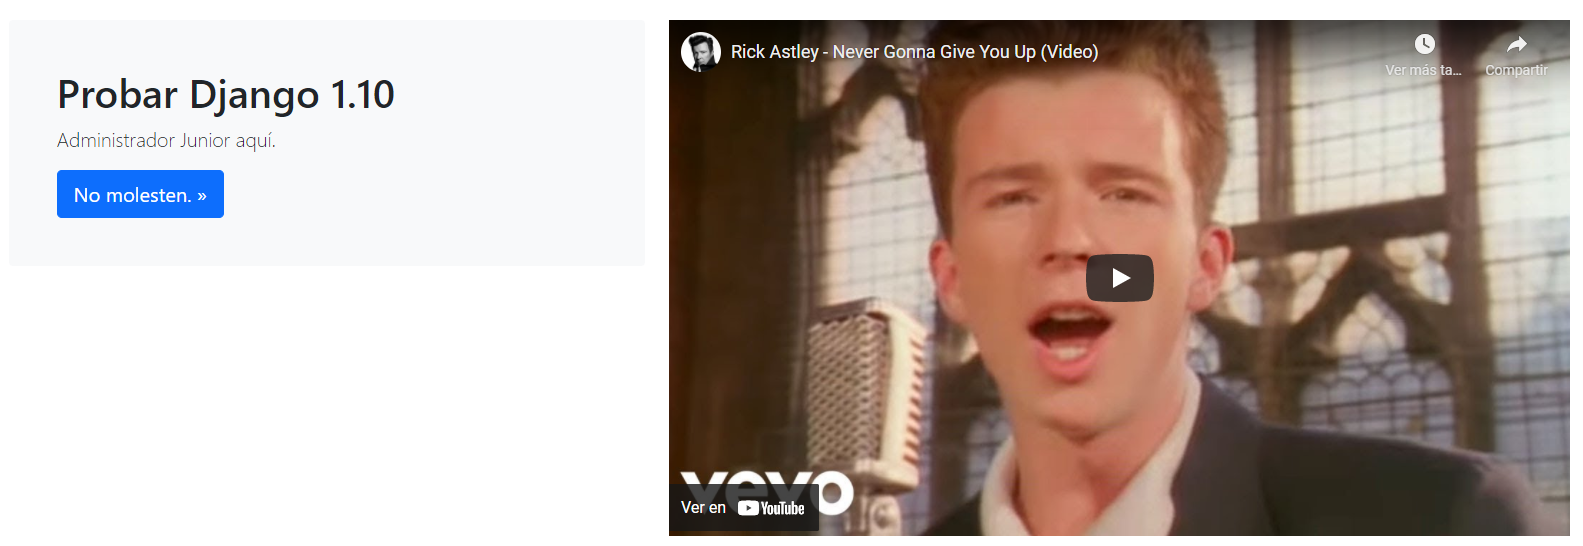 Probar Django 1.10
Administrador Junior aquí.
No molesten. »
Rick Astley - Never Gonna Give You Up (Video)
Ver más ta...
Compartir
vevo
Ver en YouTube